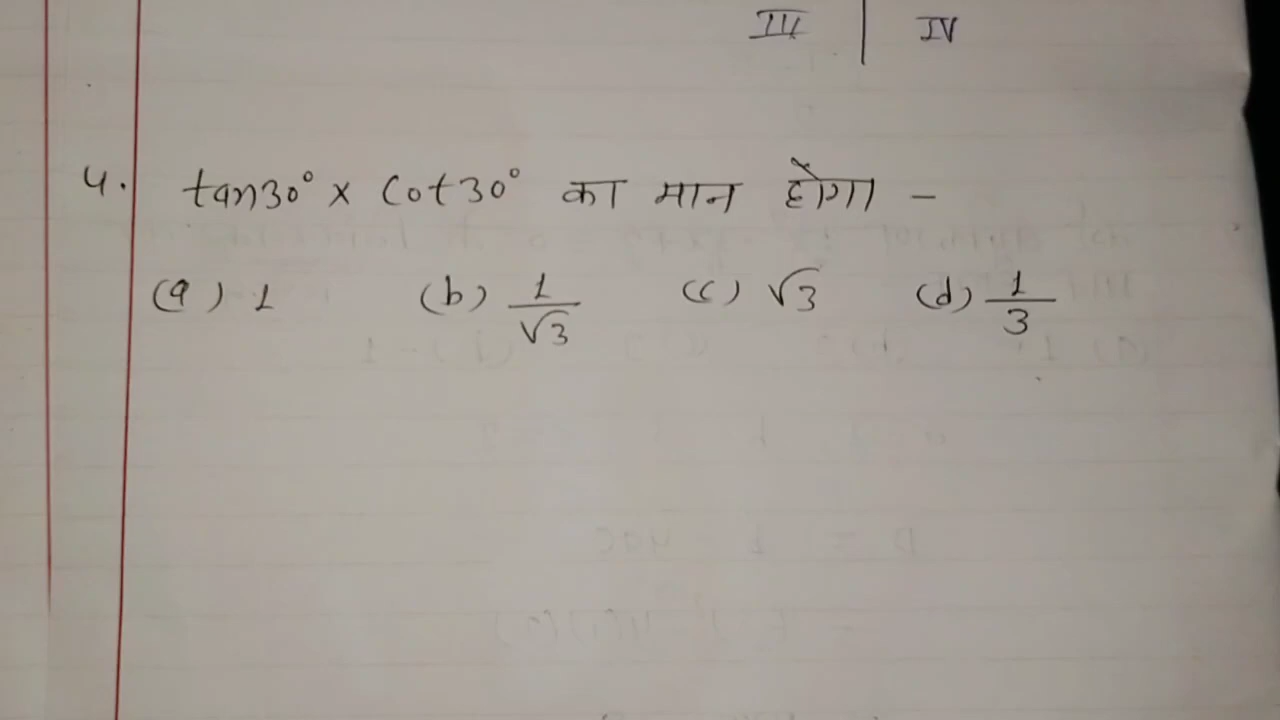 III | IV
4. tan30° × Cot30° का मान होगा –
(a) 1 (b) 1/√3 (c) √3 (d) 1/3